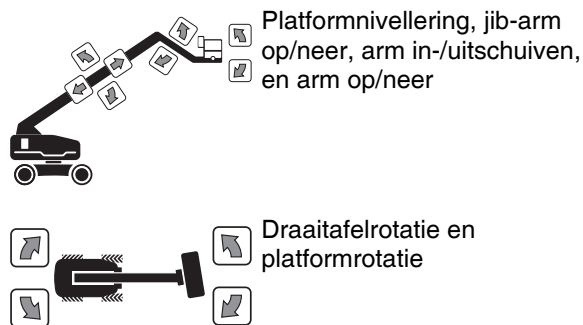 Platformnivellering, jib-arm
op/neer, arm in-/uitschuiven,
en arm op/neer
Draaitafelrotatie en
platformrotatie